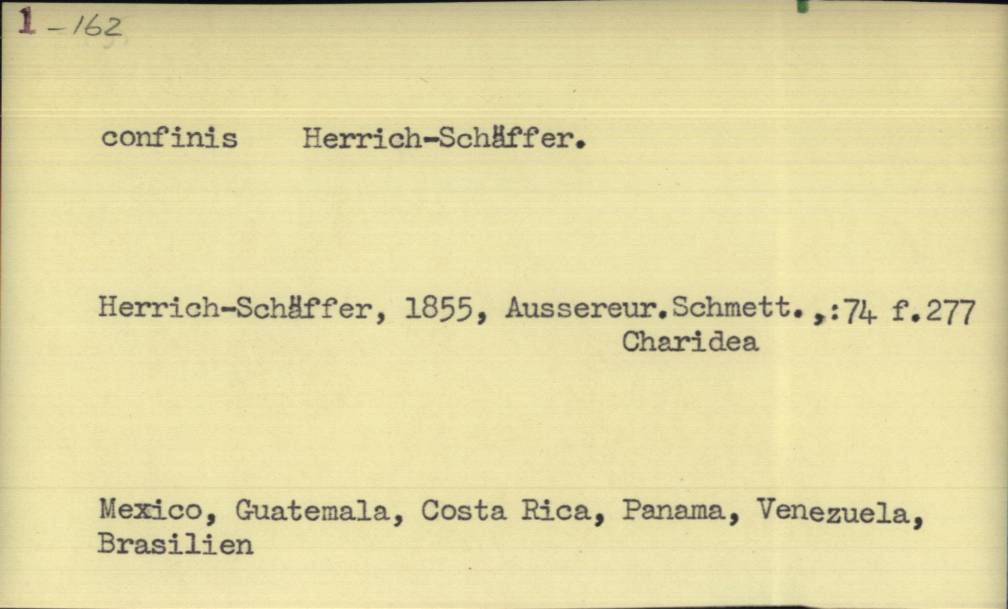 1-162
confinis Herrich-Schäffer.
Herrich-Schäffer, 1855, Aussereur.Schmett.,:74 f.277
Charidea
Mexico, Guatemala, Costa Rica, Panama, Venezuela,
Brasilien